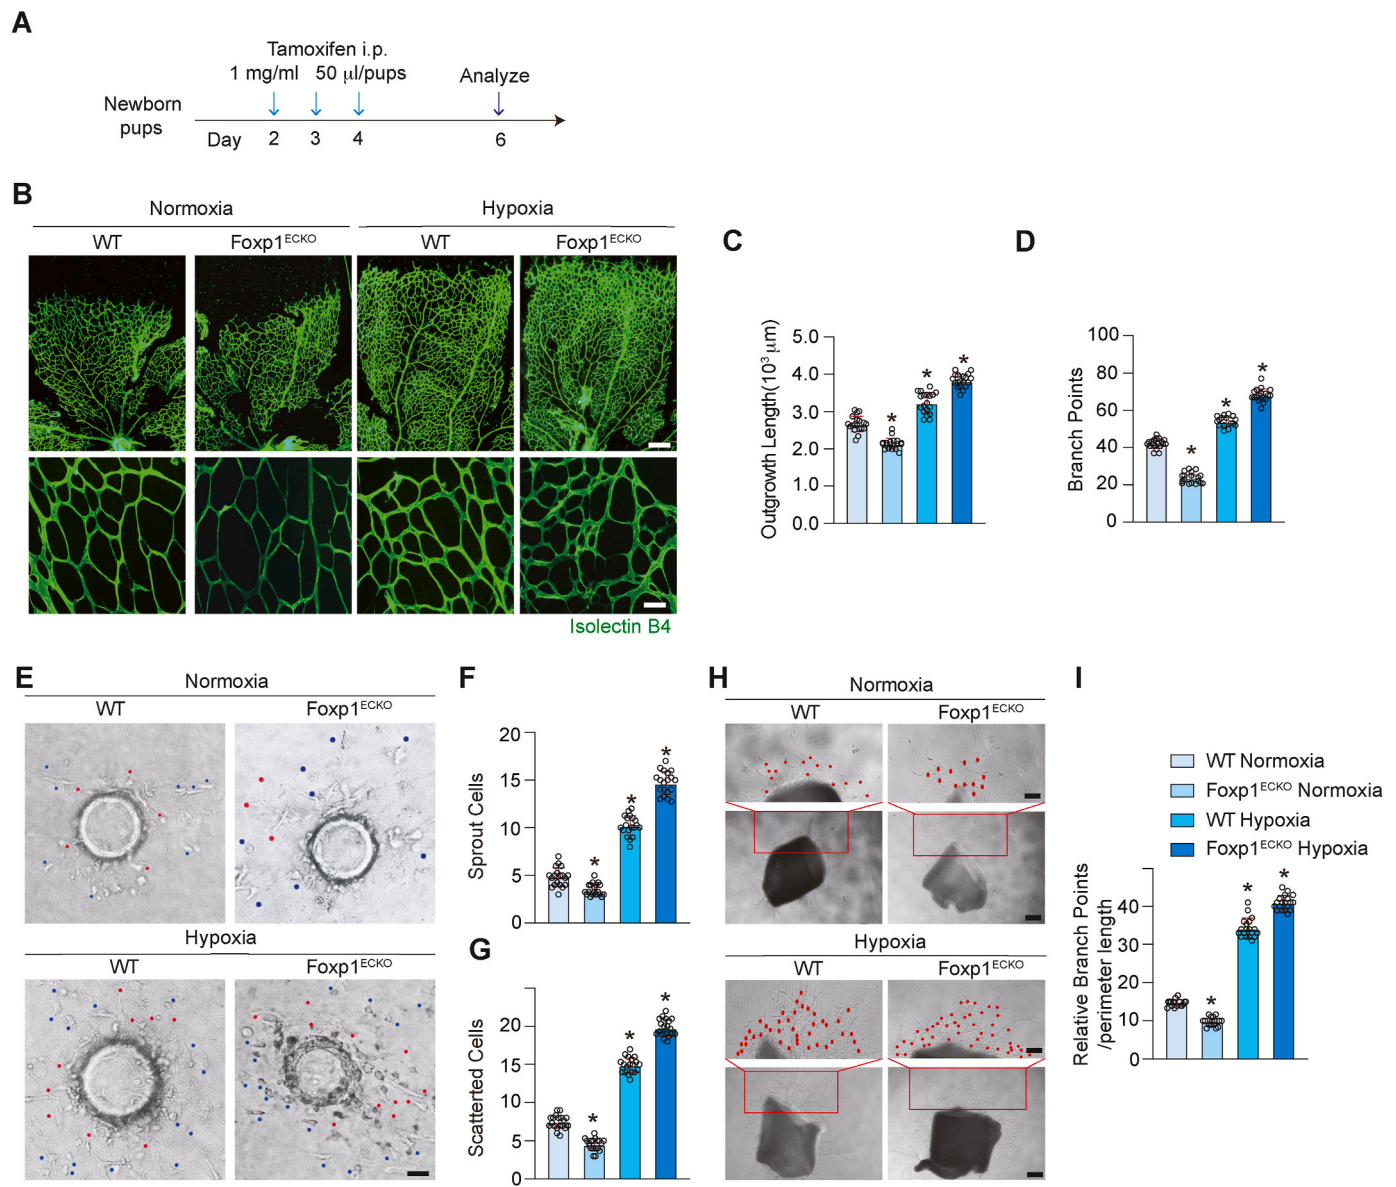 A
Tamoxifen i.p.
1 mg/ml 50 μl/pups
Analyze
Newborn
pups
Day 2 3 4 6
B
Normoxia Hypoxia
WT Foxp1ECKO WT Foxp1ECKO
Isolectin B4
C
Outgrowth Length(10³ μm)
5.0
4.0
3.0
2.0
1.0
0.0
* * *
D
Branch Points
100
80
60
40
20
0
* * *
E
Normoxia
WT Foxp1ECKO
Hypoxia
WT Foxp1ECKO
F
Sprout Cells
20
15
10
5
0
* * *
G
Scatterted Cells
20
15
10
5
0
* * *
H
Normoxia
WT Foxp1ECKO
Hypoxia
WT Foxp1ECKO
I
WT Normoxia
Foxp1ECKO Normoxia
WT Hypoxia
Foxp1ECKO Hypoxia
Relative Branch Points
/perimeter length
40
30
20
10
0
* * *